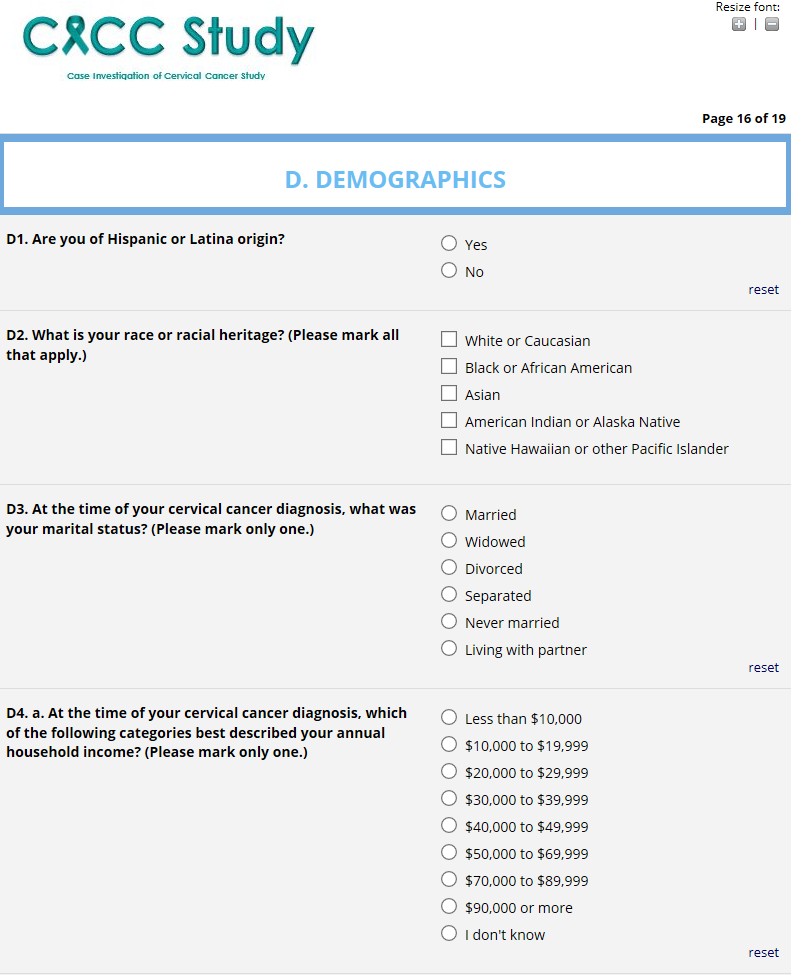 Resize font:
CICC Study
Case Investigation of Cervical Cancer Study
Page 16 of 19
D. DEMOGRAPHICS
D1. Are you of Hispanic or Latina origin?
Yes
No
reset
D2. What is your race or racial heritage? (Please mark all
that apply.)
White or Caucasian
Black or African American
Asian
American Indian or Alaska Native
Native Hawaiian or other Pacific Islander
D3. At the time of your cervical cancer diagnosis, what was
your marital status? (Please mark only one.)
Married
Widowed
Divorced
Separated
Never married
Living with partner
reset
D4. a. At the time of your cervical cancer diagnosis, which
of the following categories best described your annual
household income? (Please mark only one.)
Less than $10,000
$10,000 to $19,999
$20,000 to $29,999
$30,000 to $39,999
$40,000 to $49,999
$50,000 to $69,999
$70,000 to $89,999
$90,000 or more
I don't know
reset